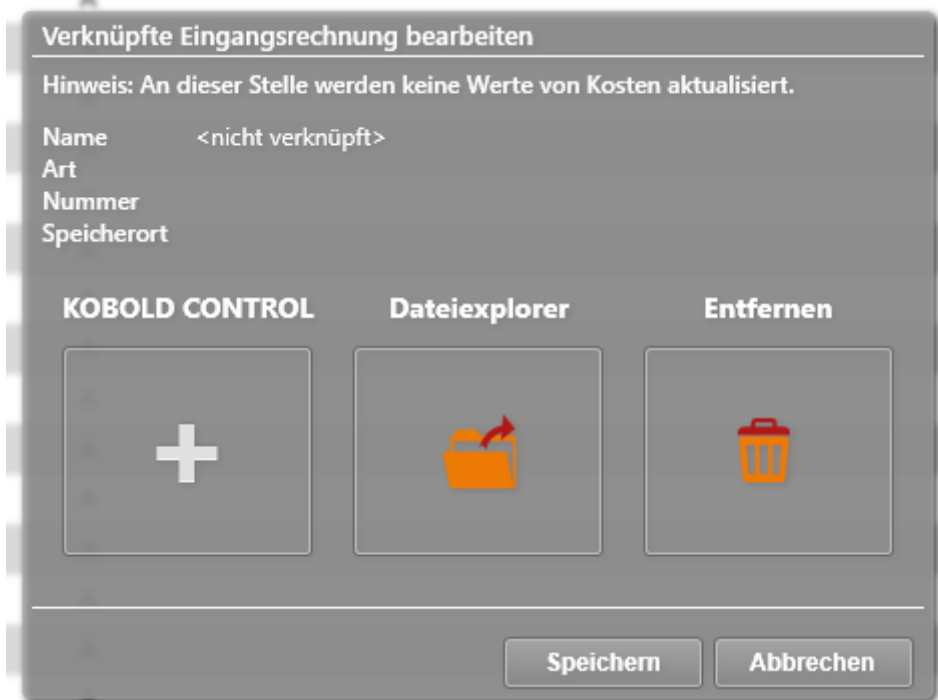 Verknüpfte Eingangsrechnung bearbeiten
Hinweis: An dieser Stelle werden keine Werte von Kosten aktualisiert.
Name <nicht verknüpft>
Art
Nummer
Speicherort
KOBOLD CONTROL Dateiexplorer Entfernen
Speichern Abbrechen